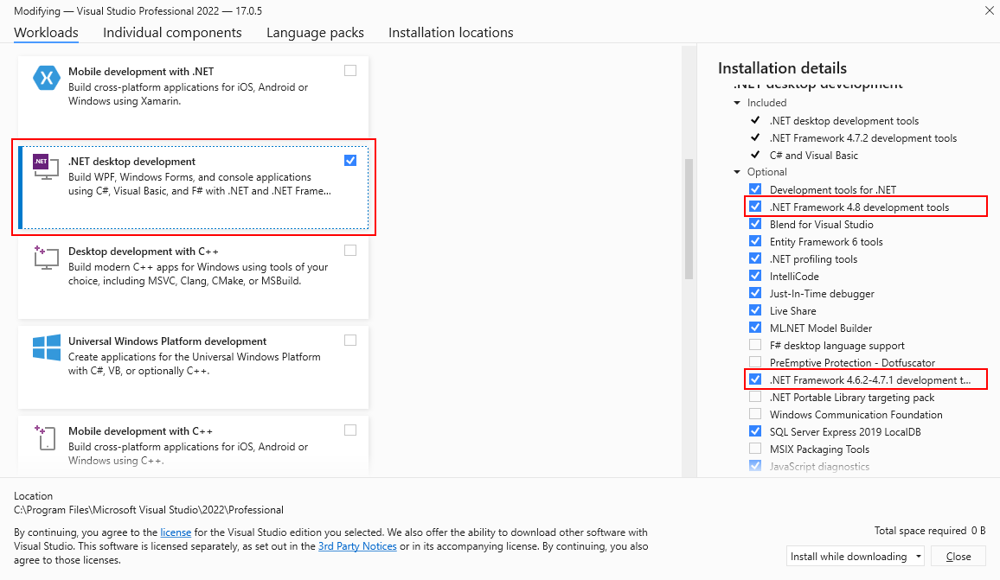 Modifying — Visual Studio Professional 2022 — 17.0.5
Workloads Individual components Language packs Installation locations
Mobile development with .NET
Build cross-platform applications for iOS, Android or
Windows using Xamarin.
.NET
.NET desktop development
Build WPF, Windows Forms, and console applications
using C#, Visual Basic, and F# with .NET and .NET Frame...
Desktop development with C++
Build modern C++ apps for Windows using tools of your
choice, including MSVC, Clang, CMake, or MSBuild.
Universal Windows Platform development
Create applications for the Universal Windows Platform
with C#, VB, or optionally C++.
Mobile development with C++
Build cross-platform applications for iOS, Android or
Windows using C++.
Installation details
.NET desktop development
Included
.NET desktop development tools
.NET Framework 4.7.2 development tools
C# and Visual Basic
Optional
Development tools for .NET
.NET Framework 4.8 development tools
Blend for Visual Studio
Entity Framework 6 tools
.NET profiling tools
IntelliCode
Just-In-Time debugger
Live Share
ML.NET Model Builder
F# desktop language support
PreEmptive Protection - Dotfuscator
.NET Framework 4.6.2-4.7.1 development t...
.NET Portable Library targeting pack
Windows Communication Foundation
SQL Server Express 2019 LocalDB
MSIX Packaging Tools
JavaScript diagnostics
Location
C:\Program Files\Microsoft Visual Studio\2022\Professional
By continuing, you agree to the license for the Visual Studio edition you selected. We also offer the ability to download other software with
Visual Studio. This software is licensed separately, as set out in the 3rd Party Notices or in its accompanying license. By continuing, you also
agree to those licenses.
Total space required 0 B
Install while downloading
Close